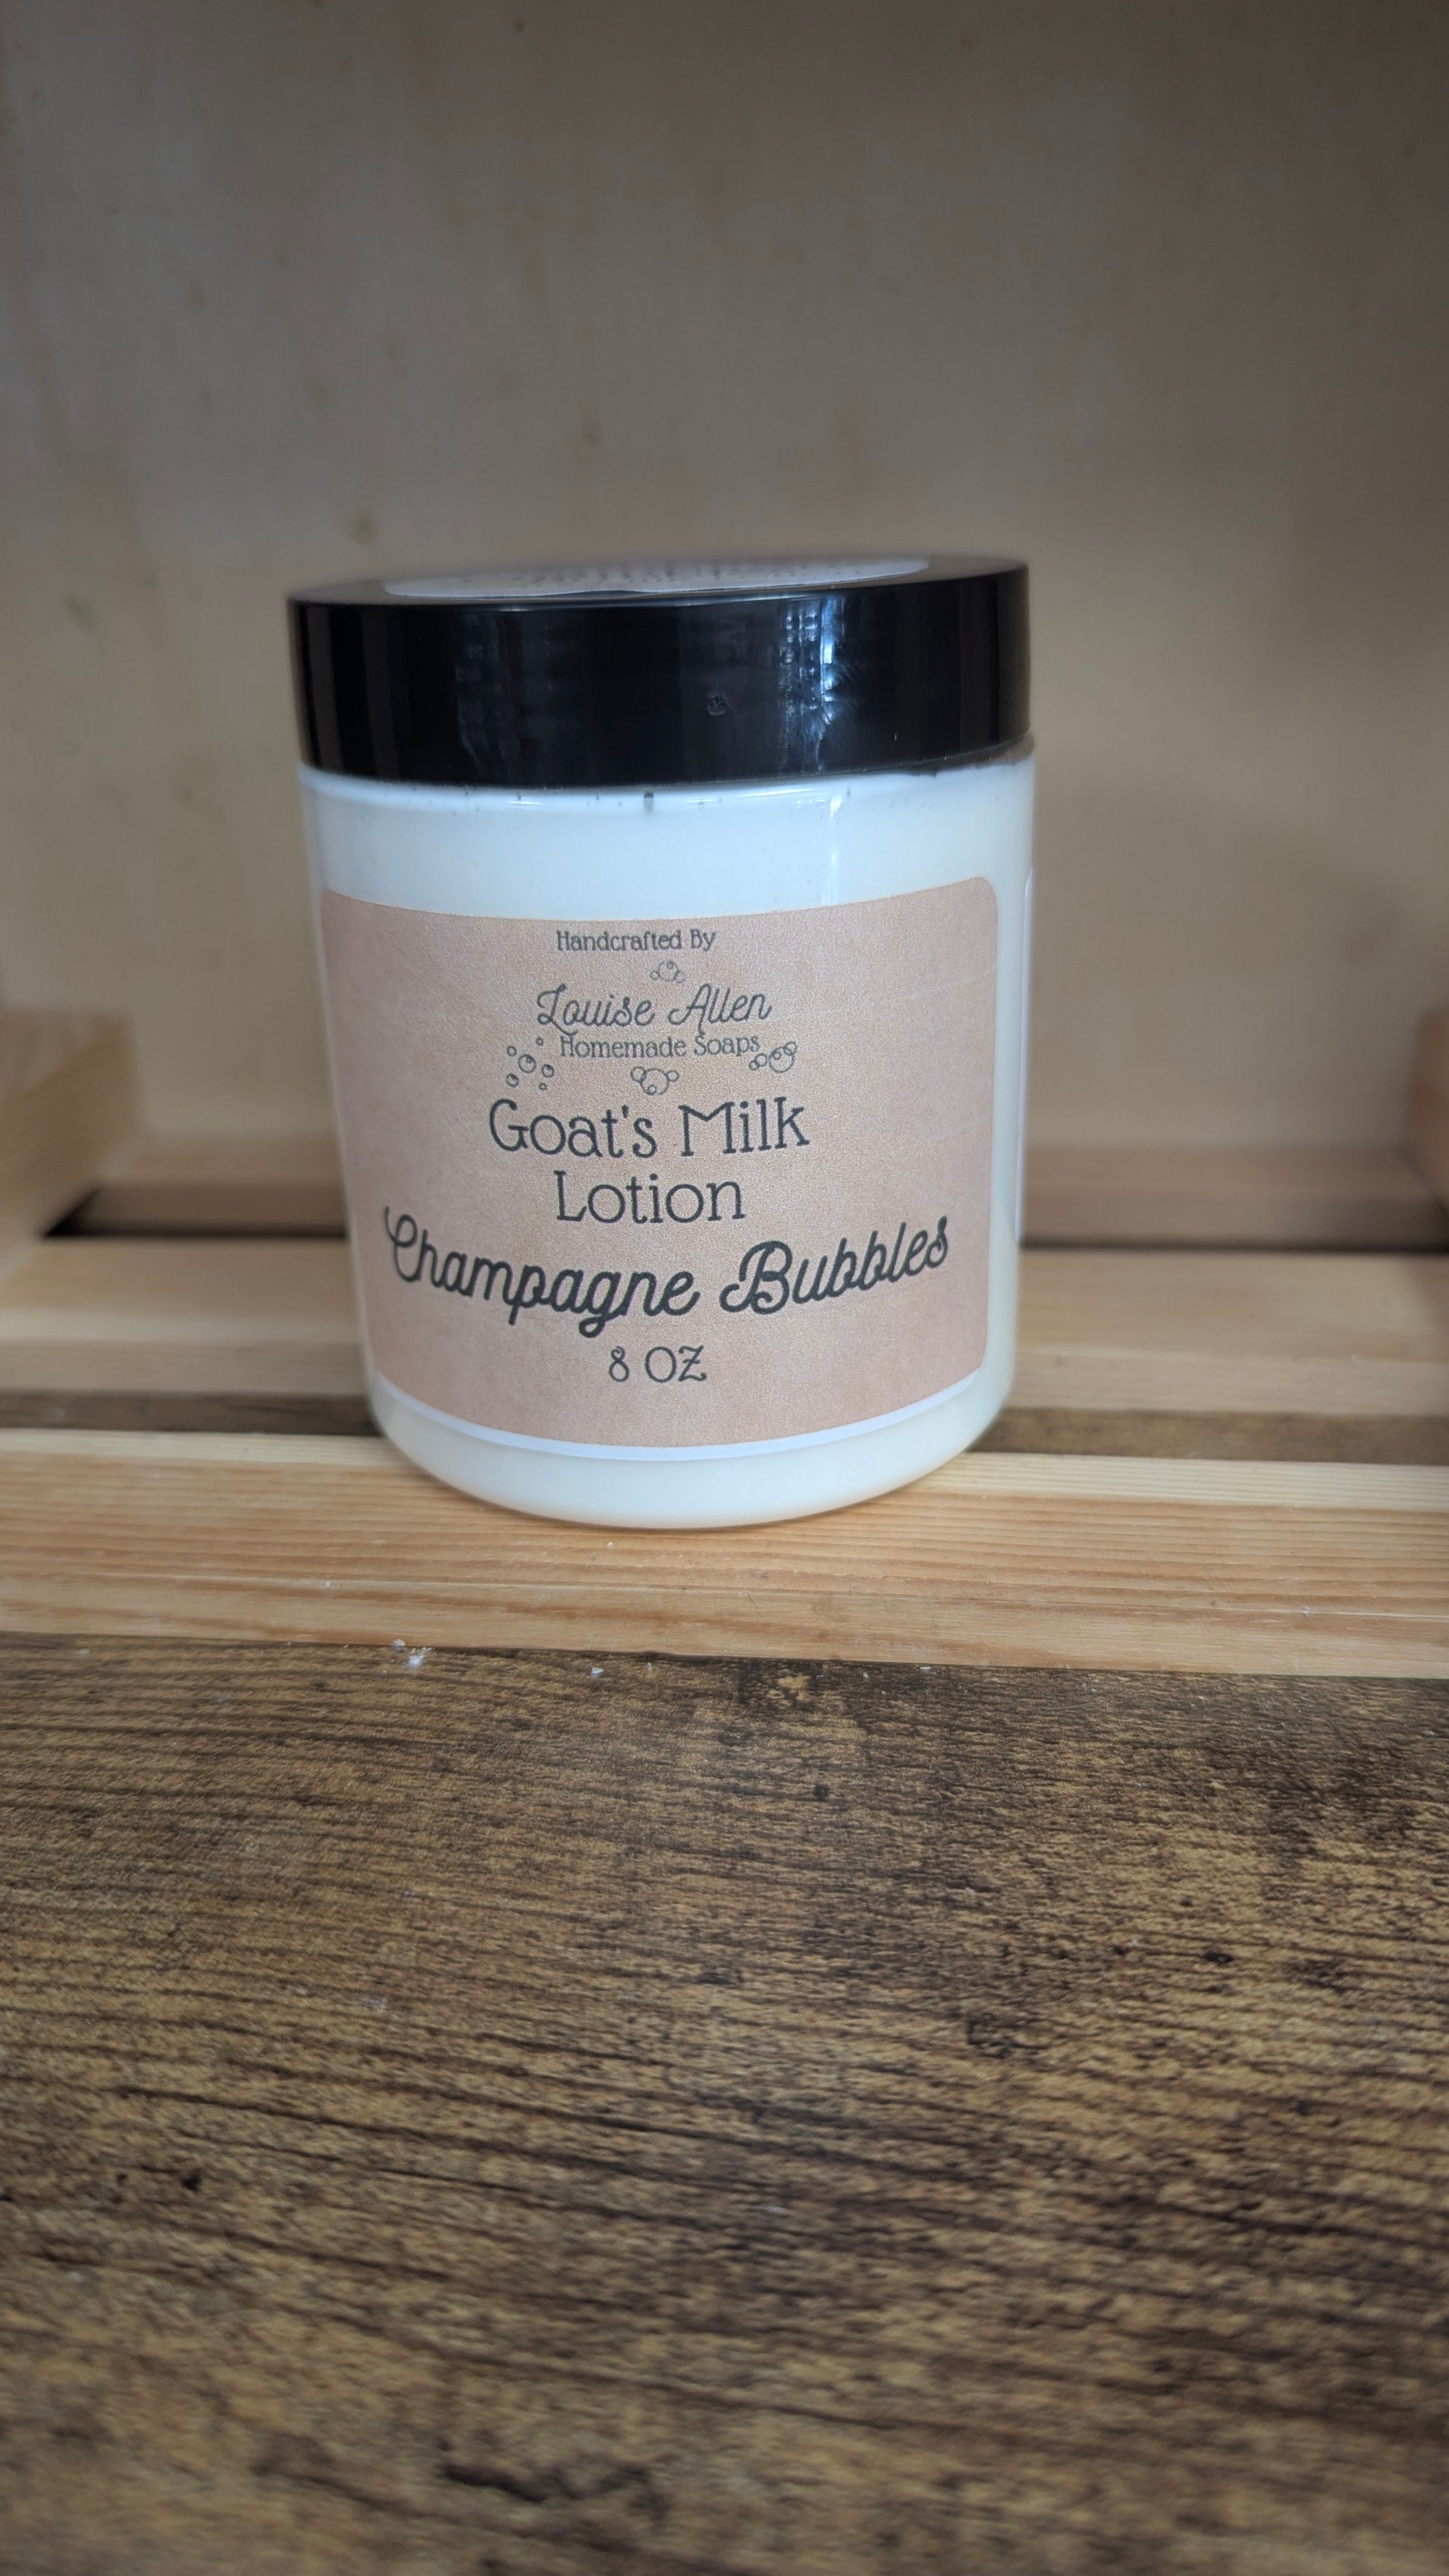 Handcrafted By
Louise Allen
Homemade Soaps
Goat's Milk
Lotion
Champagne Bubbles
8 OZ